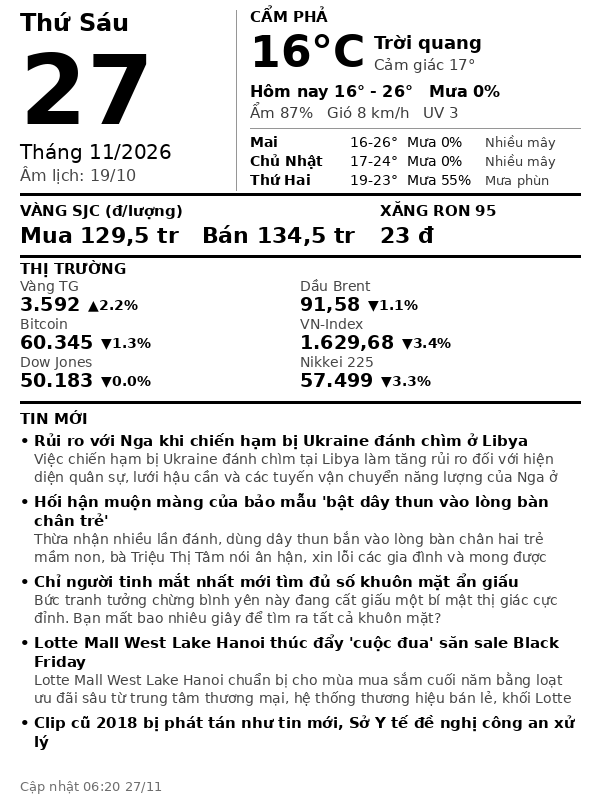 Thứ Sáu
27
Tháng 11/2026
Âm lịch: 19/10
CẨM PHẢ
16°C Trời quang
Cảm giác 17°
Hôm nay 16° - 26° Mưa 0%
Ẩm 87% Gió 8 km/h UV 3
Mai 16-26° Mưa 0% Nhiều mây
Chủ Nhật 17-24° Mưa 0% Nhiều mây
Thứ Hai 19-23° Mưa 55% Mưa phùn
VÀNG SJC (đ/lượng)
Mua 129,5 tr Bán 134,5 tr
XĂNG RON 95
23 đ
THỊ TRƯỜNG
Vàng TG
3.592 ▲2.2%
Dầu Brent
91,58 ▼1.1%
Bitcoin
60.345 ▼1.3%
VN-Index
1.629,68 ▼3.4%
Dow Jones
50.183 ▼0.0%
Nikkei 225
57.499 ▼3.3%
TIN MỚI
• Rủi ro với Nga khi chiến hạm bị Ukraine đánh chìm ở Libya
Việc chiến hạm bị Ukraine đánh chìm tại Libya làm tăng rủi ro đối với hiện
diện quân sự, lưới hậu cần và các tuyến vận chuyển năng lượng của Nga ở
• Hối hận muộn màng của bảo mẫu 'bật dây thun vào lòng bàn
chân trẻ'
Thừa nhận nhiều lần đánh, dùng dây thun bắn vào lòng bàn chân hai trẻ
mầm non, bà Triệu Thị Tâm nói ân hận, xin lỗi các gia đình và mong được
• Chỉ người tinh mắt nhất mới tìm đủ số khuôn mặt ẩn giấu
Bức tranh tưởng chừng bình yên này đang cất giấu một bí mật thị giác cực
đỉnh. Bạn mất bao nhiêu giây để tìm ra tất cả khuôn mặt?
• Lotte Mall West Lake Hanoi thúc đẩy 'cuộc đua' săn sale Black
Friday
Lotte Mall West Lake Hanoi chuẩn bị cho mùa mua sắm cuối năm bằng loạt
ưu đãi sâu từ trung tâm thương mại, hệ thống thương hiệu bán lẻ, khối Lotte
• Clip cũ 2018 bị phát tán như tin mới, Sở Y tế đề nghị công an xử
lý
Cập nhật 06:20 27/11